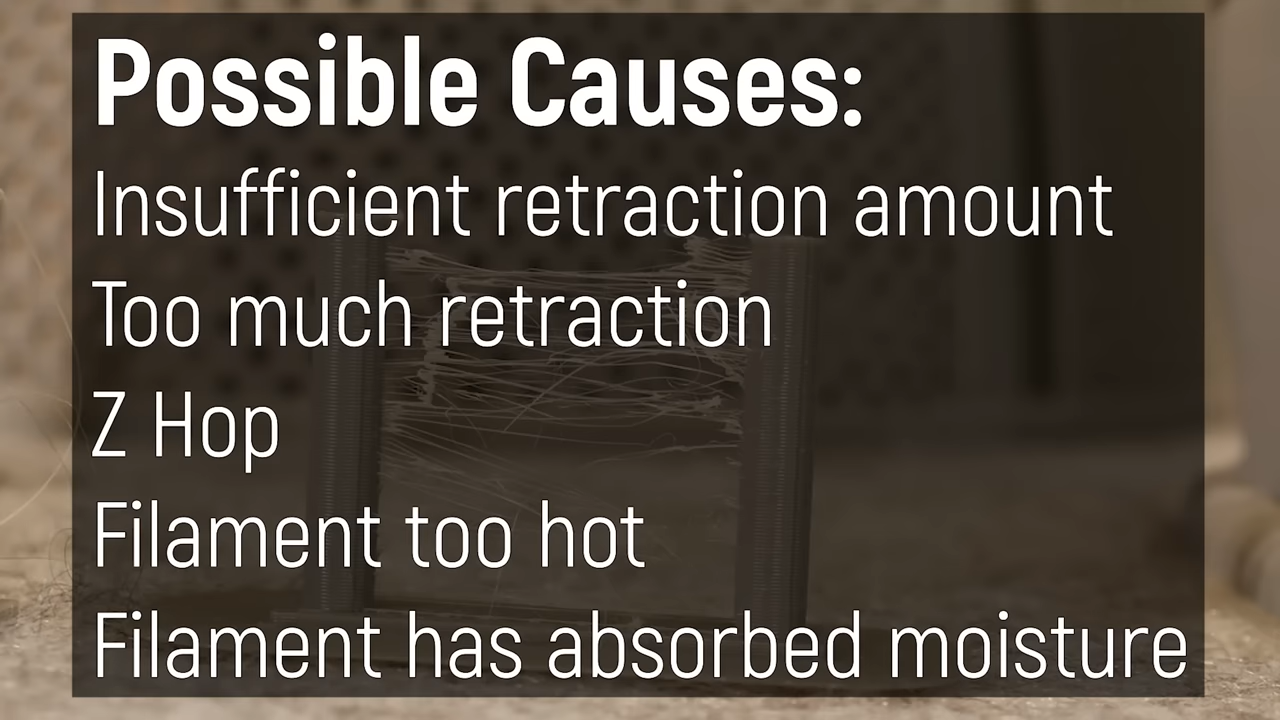 Possible Causes:
Insufficient retraction amount
Too much retraction
Z Hop
Filament too hot
Filament has absorbed moisture